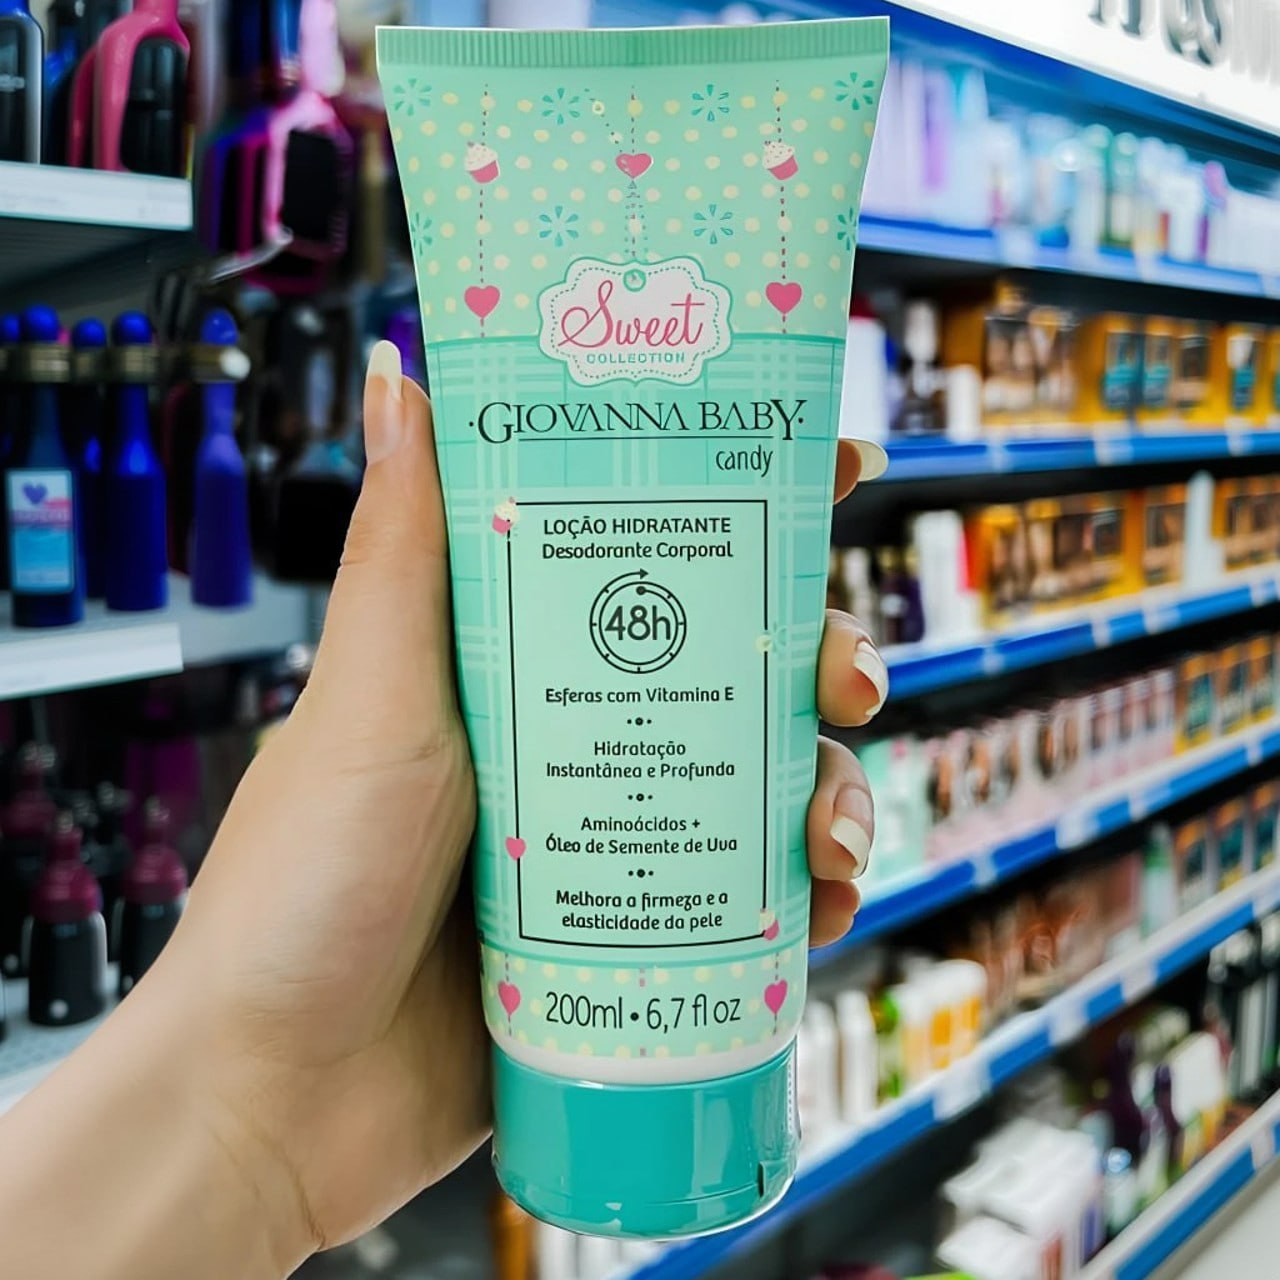 Sweet
COLLECTION
GIOVANNA BABY
candy
LOÇÃO HIDRATANTE
Desodorante Corporal
48h
Esferas com Vitamina E
Hidratação
Instantânea e Profunda
Aminoácidos +
Óleo de Semente de Uva
Melhora a firmeza e a
elasticidade da pele
200ml • 6,7 fl oz